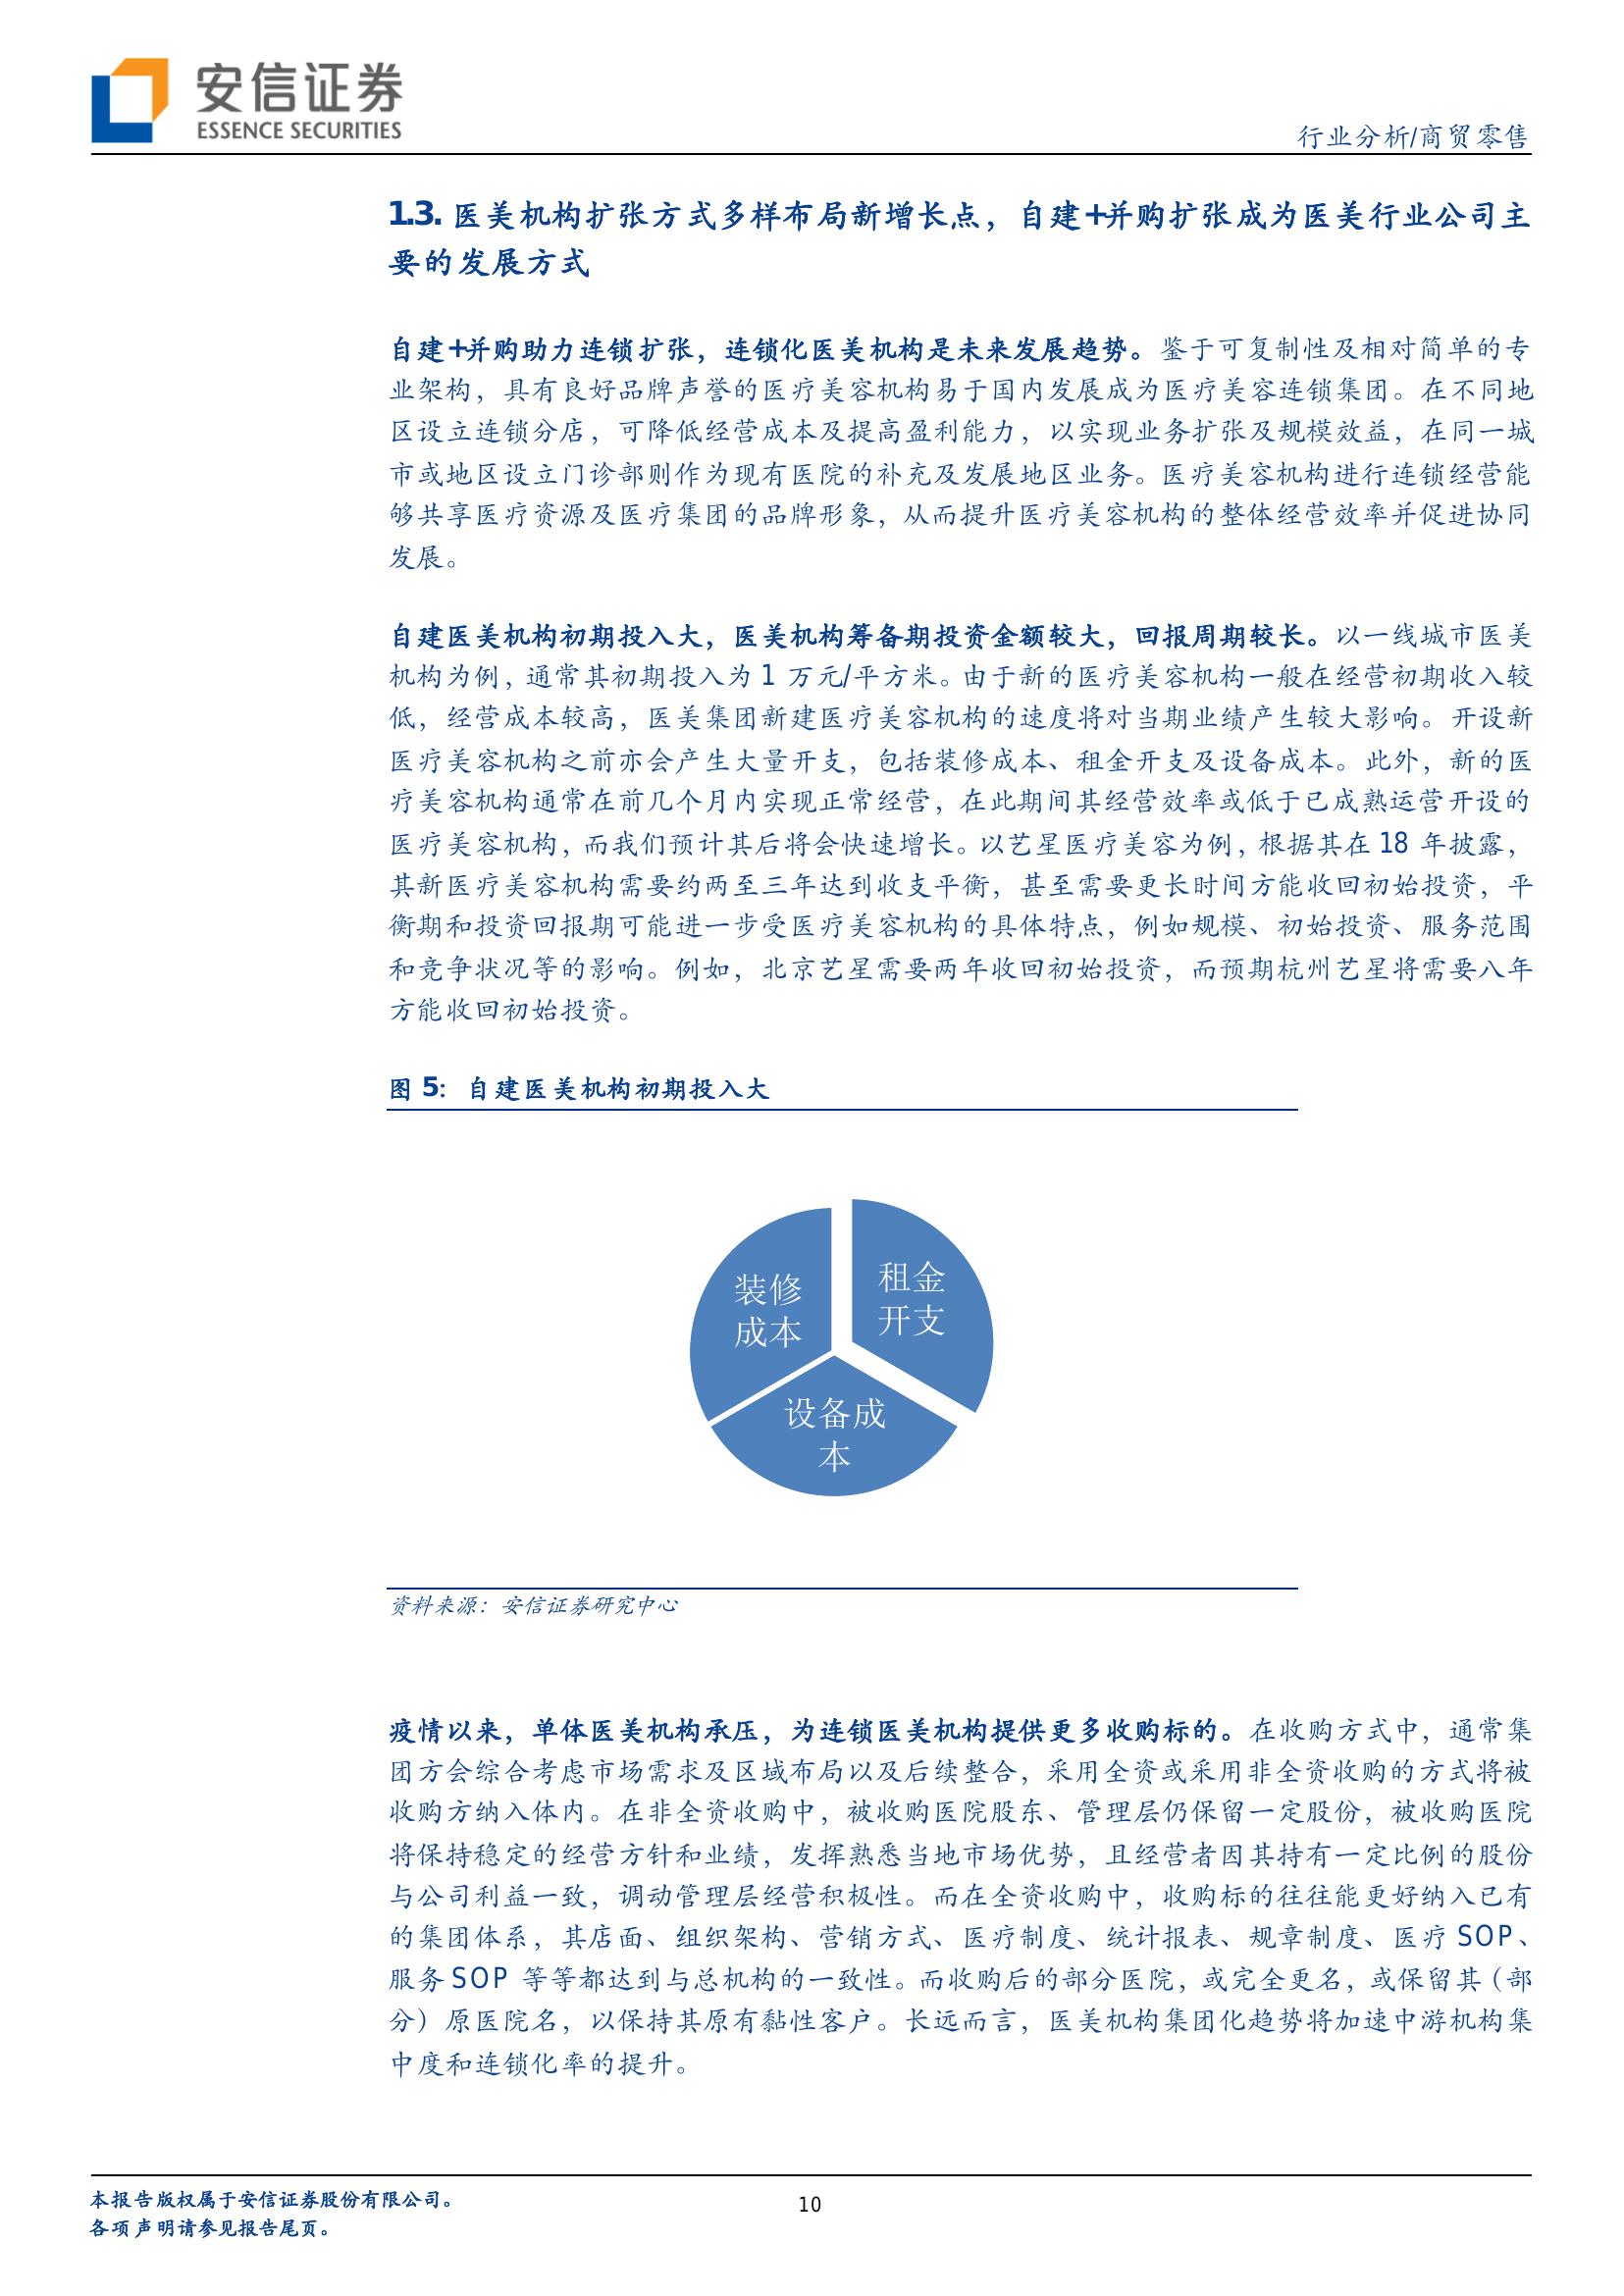 安信证券
ESSENCE SECURITIES
行业分析/商贸零售
1.3. 医美机构扩张方式多样布局新增长点，自建+并购扩张成为医美行业公司主
要的发展方式
自建+并购助力连锁扩张，连锁化医美机构是未来发展趋势。鉴于可复制性及相对简单的专
业架构，具有良好品牌声誉的医疗美容机构易于国内发展成为医疗美容连锁集团。在不同地
区设立连锁分店，可降低经营成本及提高盈利能力，以实现业务扩张及规模效益，在同一城
市或地区设立门诊部则作为现有医院的补充及发展地区业务。医疗美容机构进行连锁经营能
够共享医疗资源及医疗集团的品牌形象，从而提升医疗美容机构的整体经营效率并促进协同
发展。
自建医美机构初期投入大，医美机构筹备期投资金额较大，回报周期较长。以一线城市医美
机构为例，通常其初期投入为 1 万元/平方米。由于新的医疗美容机构一般在经营初期收入较
低，经营成本较高，医美集团新建医疗美容机构的速度将对当期业绩产生较大影响。开设新
医疗美容机构之前亦会产生大量开支，包括装修成本、租金开支及设备成本。此外，新的医
疗美容机构通常在前几个月内实现正常经营，在此期间其经营效率或低于已成熟运营开设的
医疗美容机构，而我们预计其后将会快速增长。以艺星医疗美容为例，根据其在 18 年披露，
其新医疗美容机构需要约两至三年达到收支平衡，甚至需要更长时间方能收回初始投资，平
衡期和投资回报期可能进一步受医疗美容机构的具体特点，例如规模、初始投资、服务范围
和竞争状况等的影响。例如，北京艺星需要两年收回初始投资，而预期杭州艺星将需要八年
方能收回初始投资。
图 5： 自建医美机构初期投入大
装修
成本
租金
开支
设备成
本
资料来源：安信证券研究中心
疫情以来，单体医美机构承压，为连锁医美机构提供更多收购标的。在收购方式中，通常集
团方会综合考虑市场需求及区域布局以及后续整合，采用全资或采用非全资收购的方式将被
收购方纳入体内。在非全资收购中，被收购医院股东、管理层仍保留一定股份，被收购医院
将保持稳定的经营方针和业绩，发挥熟悉当地市场优势，且经营者因其持有一定比例的股份
与公司利益一致，调动管理层经营积极性。而在全资收购中，收购标的往往能更好纳入已有
的集团体系，其店面、组织架构、营销方式、医疗制度、统计报表、规章制度、医疗 SOP、
服务 SOP 等等都达到与总机构的一致性。而收购后的部分医院，或完全更名，或保留其（部
分）原医院名，以保持其原有黏性客户。长远而言，医美机构集团化趋势将加速中游机构集
中度和连锁化率的提升。
本报告版权属于安信证券股份有限公司。
各项声明请参见报告尾页。
10